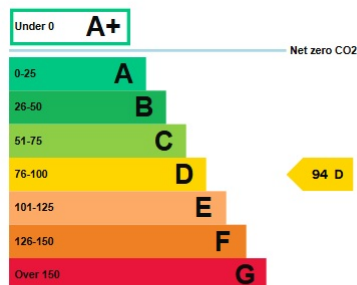 Under 0 A+
Net zero CO2
0-25 A
26-50 B
51-75 C
76-100 D
94 D
101-125 E
126-150 F
Over 150 G